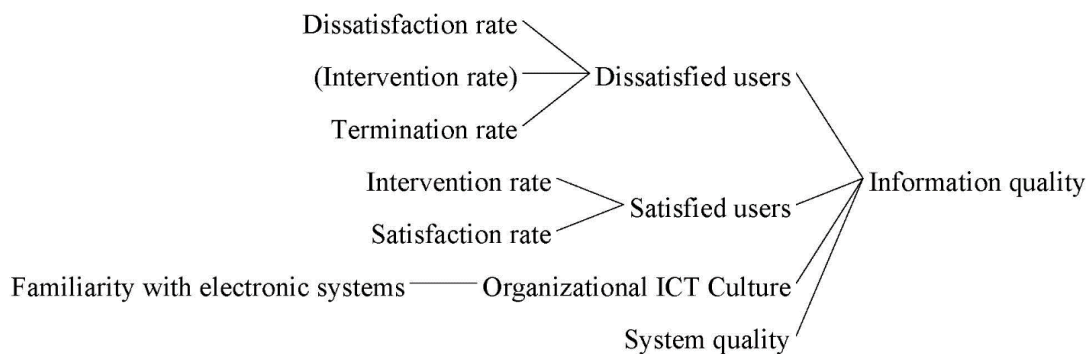 Dissatisfaction rate
(Intervention rate)
Dissatisfied users
Termination rate
Intervention rate
Information quality
Satisfied users
Satisfaction rate
Familiarity with electronic systems
Organizational ICT Culture
System quality